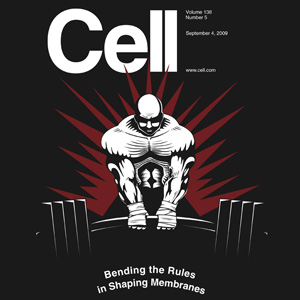 Cell
Volume 138
Number 5
September 4, 2009
www.cell.com
Bending the Rules
in Shaping Membranes